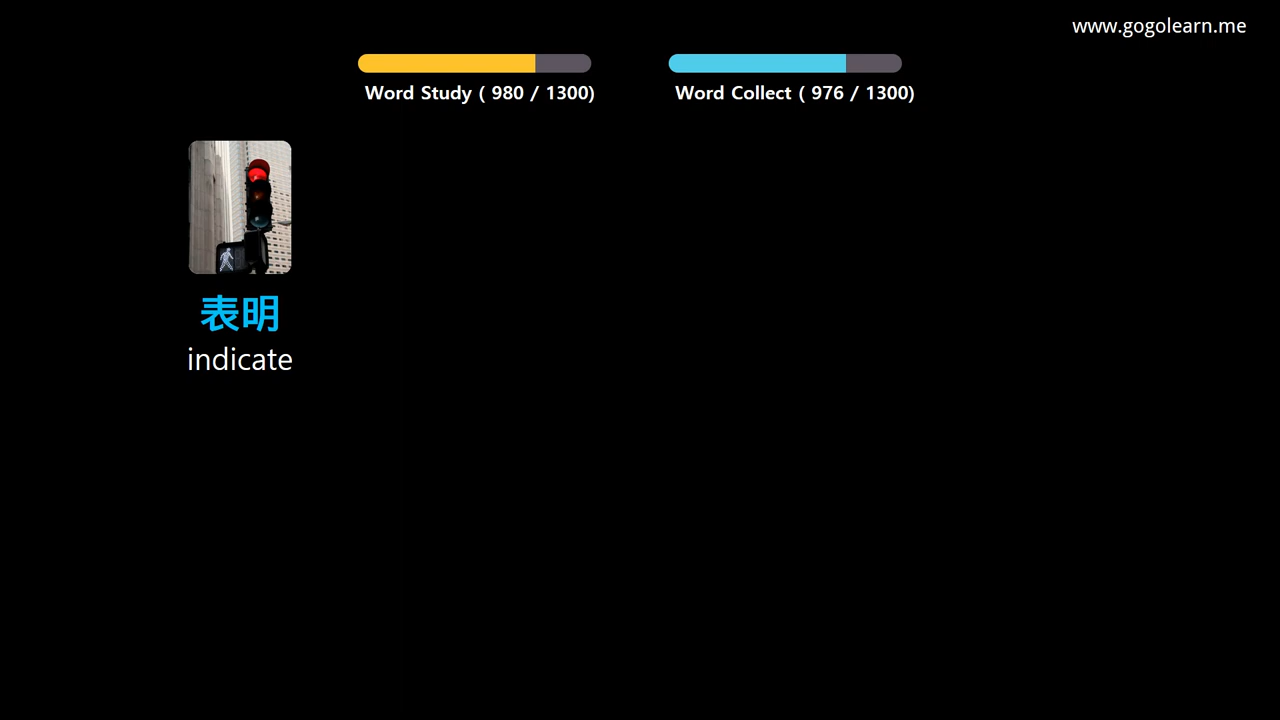 www.gogolearn.me
Word Study ( 980 / 1300)
Word Collect ( 976 / 1300)
表明
indicate